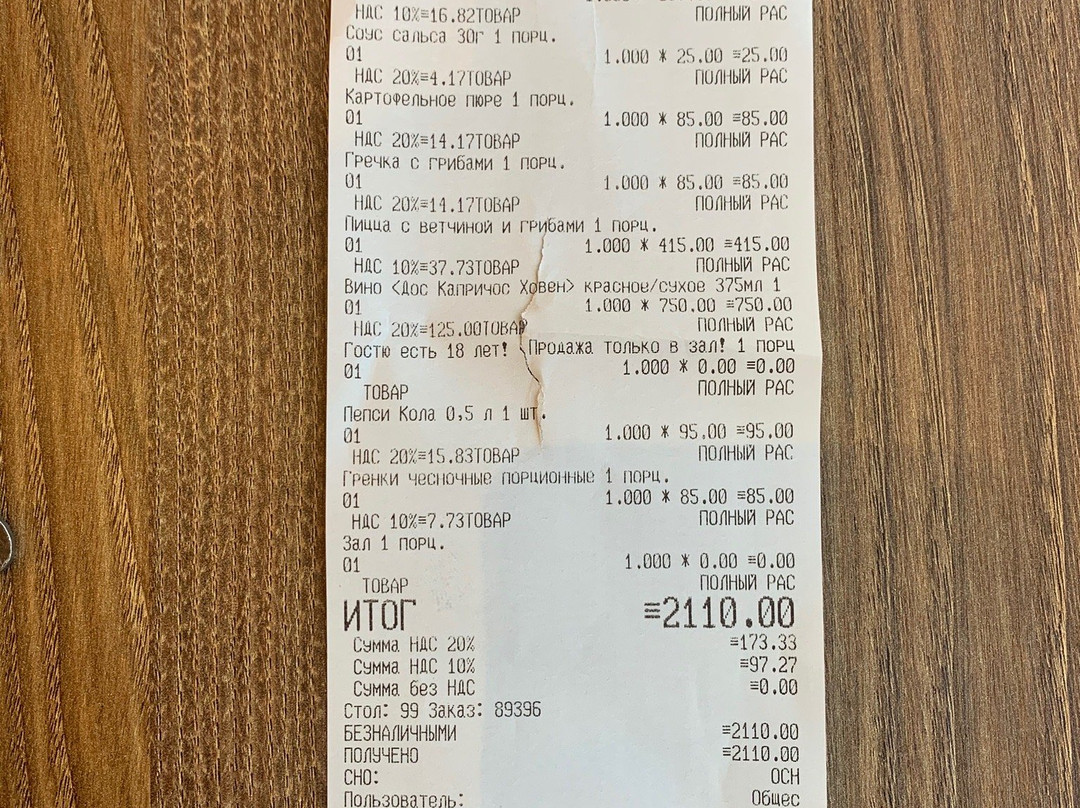 НДС 10%≡16.82ТОВАР ПОЛНЫЙ РАС
Соус сальса 30г 1 порц.
01 1.000 * 25.00 ≡25.00
НДС 20%≡4.17ТОВАР ПОЛНЫЙ РАС
Картофельное пюре 1 порц.
01 1.000 * 85.00 ≡85.00
НДС 20%≡14.17ТОВАР ПОЛНЫЙ РАС
Гречка с грибами 1 порц.
01 1.000 * 85.00 ≡85.00
НДС 20%≡14.17ТОВАР ПОЛНЫЙ РАС
Пицца с ветчиной и грибами 1 порц.
01 1.000 * 415.00 ≡415.00
НДС 10%≡37.73ТОВАР ПОЛНЫЙ РАС
Вино <Дос Капричос Ховен> красное/сухое 375мл 1
01 1.000 * 750.00 ≡750.00
НДС 20%≡125.00ТОВАР ПОЛНЫЙ РАС
Гостю есть 18 лет! Продажа только в зал! 1 порц
01 1.000 * 0.00 ≡0.00
ТОВАР ПОЛНЫЙ РАС
Пепси Кола 0,5 л 1 шт.
01 1.000 * 95.00 ≡95.00
НДС 20%≡15.83ТОВАР ПОЛНЫЙ РАС
Гренки чесночные порционные 1 порц.
01 1.000 * 85.00 ≡85.00
НДС 10%≡7.73ТОВАР ПОЛНЫЙ РАС
Зал 1 порц.
01 1.000 * 0.00 ≡0.00
ТОВАР ПОЛНЫЙ РАС
ИТОГ ≡2110.00
Сумма НДС 20% ≡173.33
Сумма НДС 10% ≡97.27
Сумма без НДС ≡0.00
Стол: 99 Заказ: 89396
БЕЗНАЛИЧНЫМИ ≡2110.00
ПОЛУЧЕНО ≡2110.00
СНО: ОСН
Пользователь: Общес